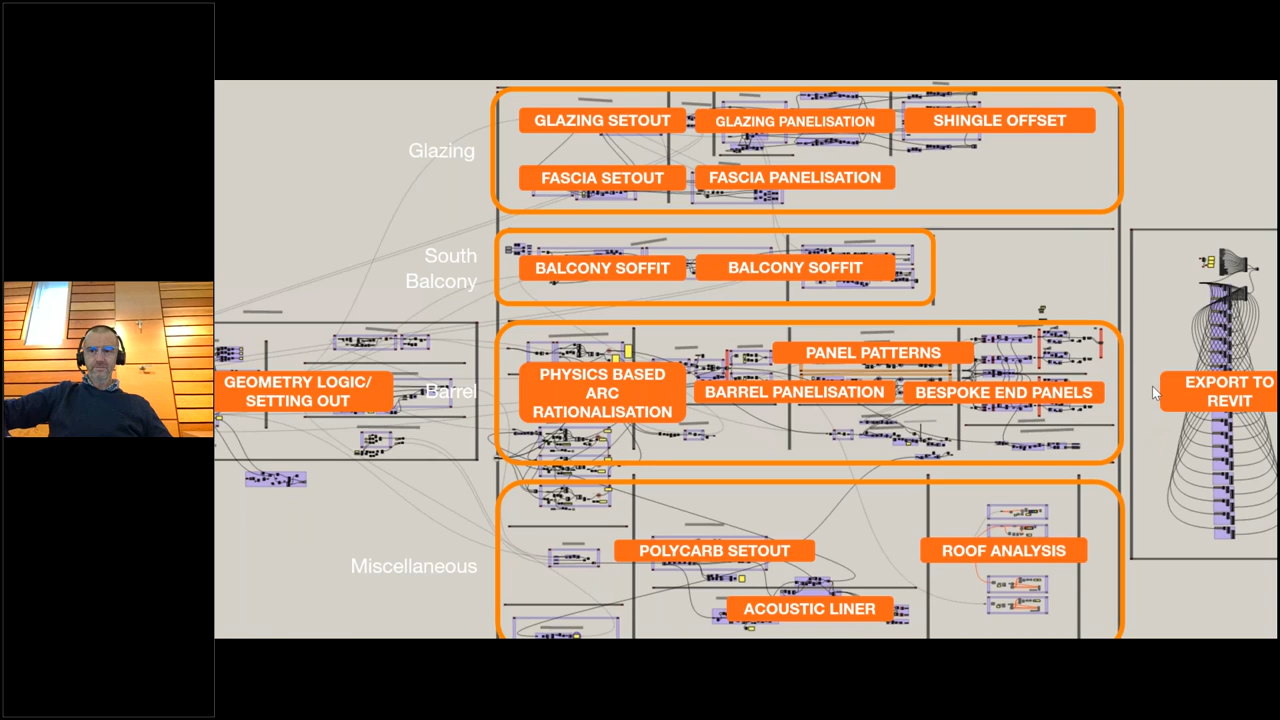 Glazing
GLAZING SETOUT
GLAZING PANELISATION
SHINGLE OFFSET
FASCIA SETOUT
FASCIA PANELISATION
South
Balcony
BALCONY SOFFIT
BALCONY SOFFIT
GEOMETRY LOGIC/
SETTING OUT
Barrel
PHYSICS BASED
ARC
RATIONALISATION
PANEL PATTERNS
BARREL PANELISATION
BESPOKE END PANELS
EXPORT TO
REVIT
Miscellaneous
POLYCARB SETOUT
ROOF ANALYSIS
ACOUSTIC LINER